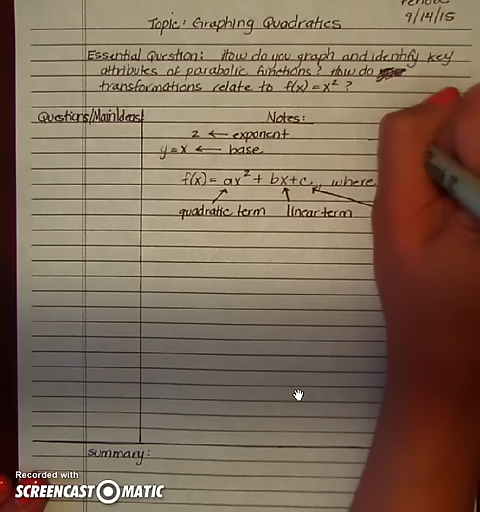 Period
9/14/15
Topic: Graphing Quadratics
Essential Question: How do you graph and identify key
attributes of parabolic functions? How do
transformations relate to f(x) = x² ?
Questions/Main Ideas
Notes:
2 ← exponent
y = x ← base
f(x) = ax² + bx + c, where
quadratic term linear term
Summary:
Recorded with
SCREENCAST-O-MATIC